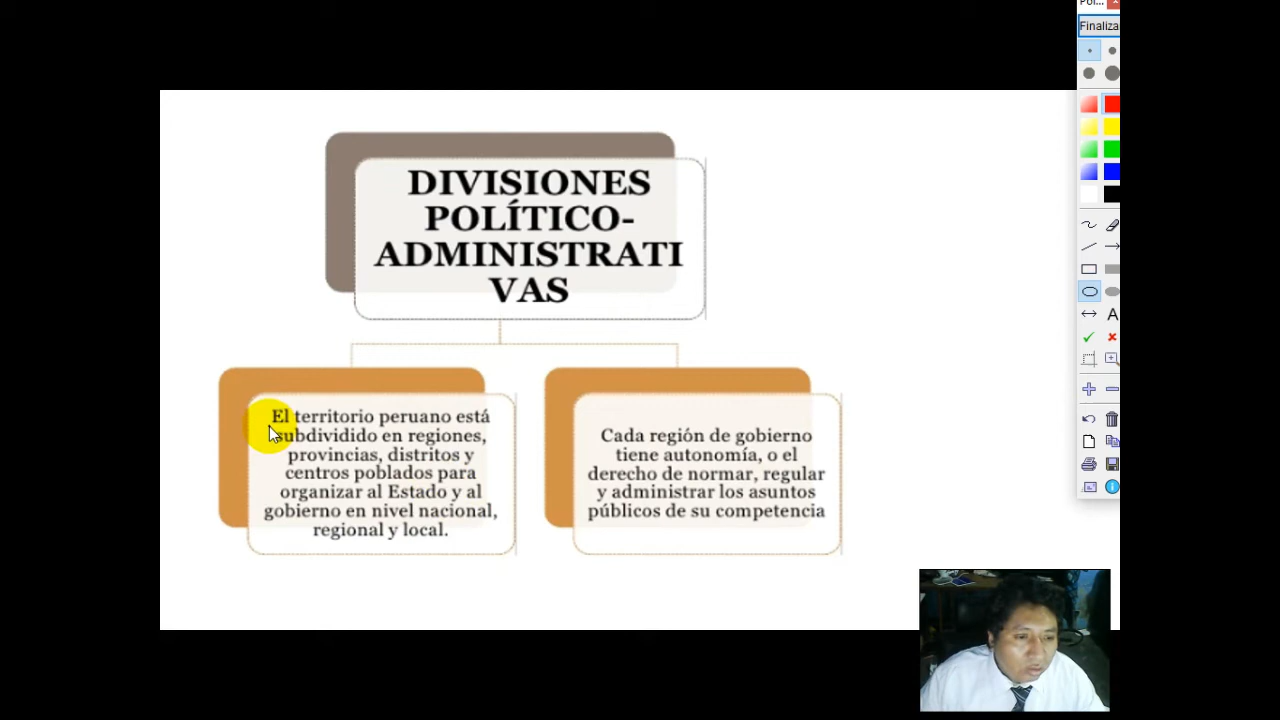 Finaliza
DIVISIONES
POLÍTICO-
ADMINISTRATI
VAS
El territorio peruano está
subdividido en regiones,
provincias, distritos y
centros poblados para
organizar al Estado y al
gobierno en nivel nacional,
regional y local.
Cada región de gobierno
tiene autonomía, o el
derecho de normar, regular
y administrar los asuntos
públicos de su competencia
A